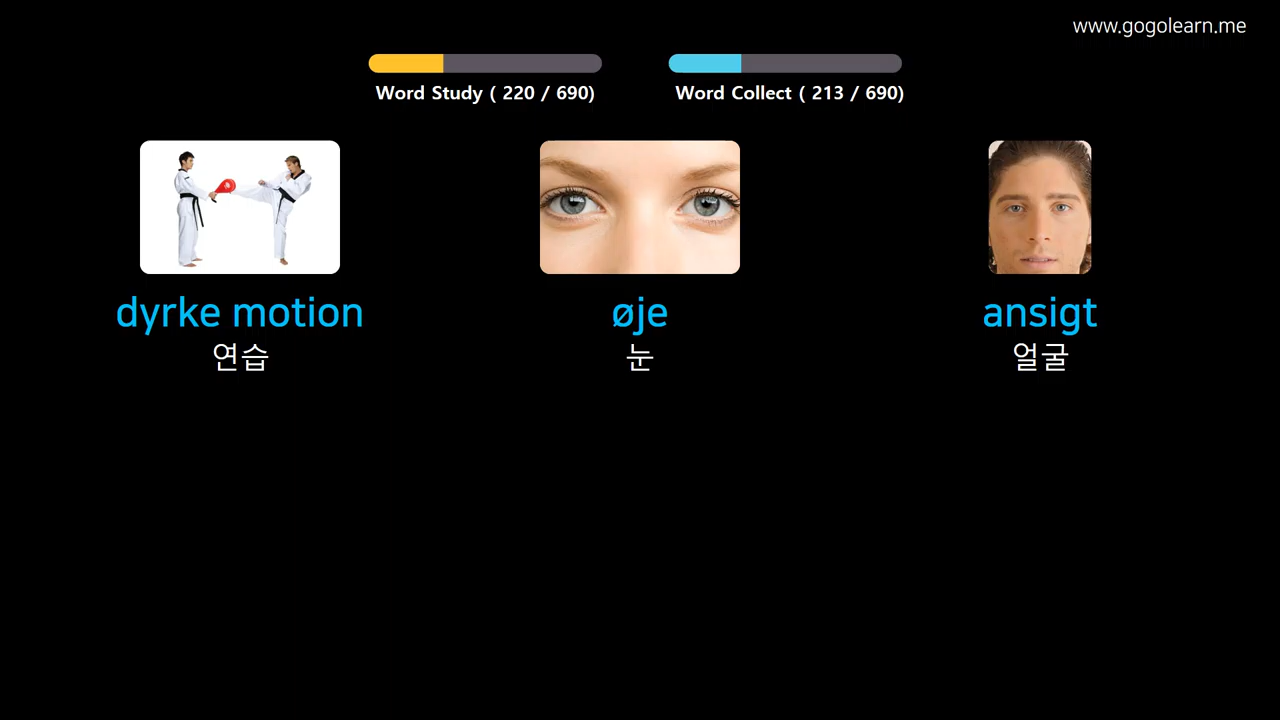 www.gogolearn.me
Word Study ( 220 / 690)
Word Collect ( 213 / 690)
dyrke motion
연습
øje
눈
ansigt
얼굴